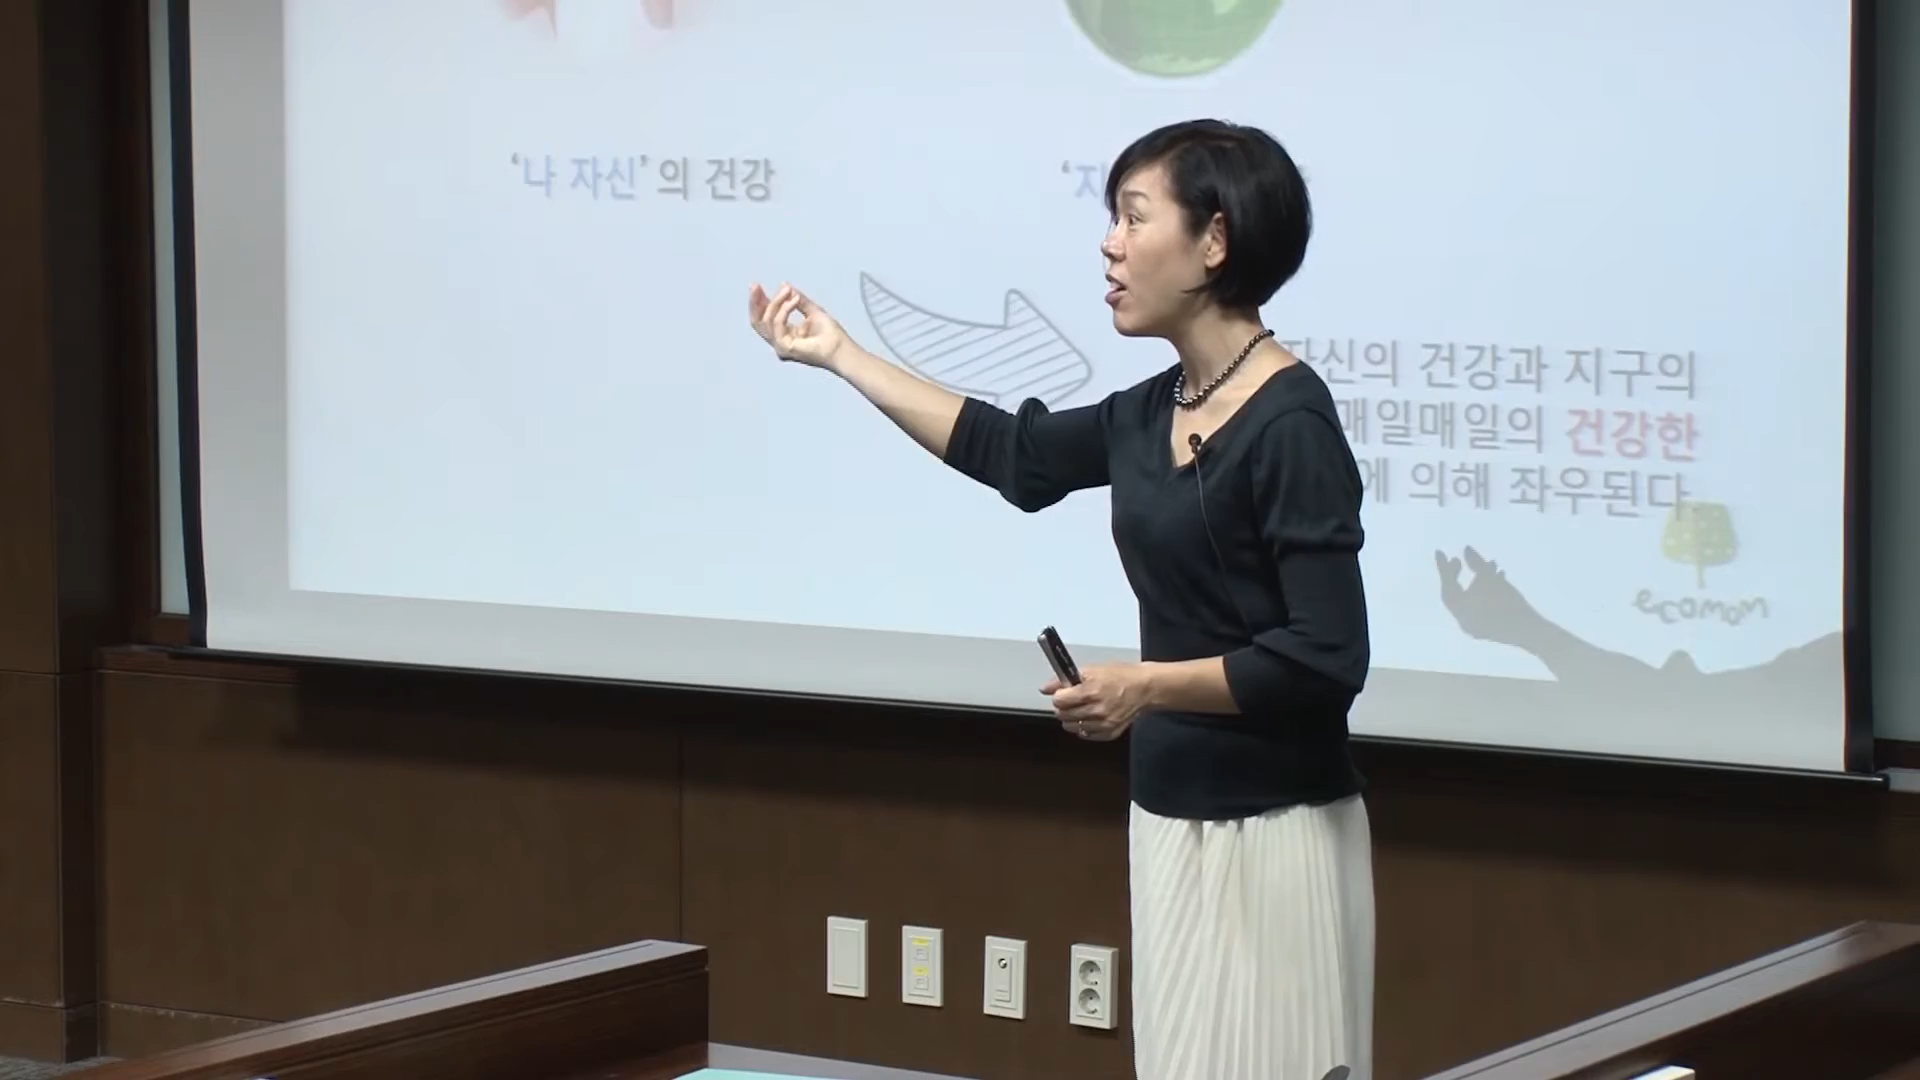 ‘나 자신’의 건강
‘지
자신의 건강과 지구의
매일매일의 건강한
에 의해 좌우된다.
ecomom